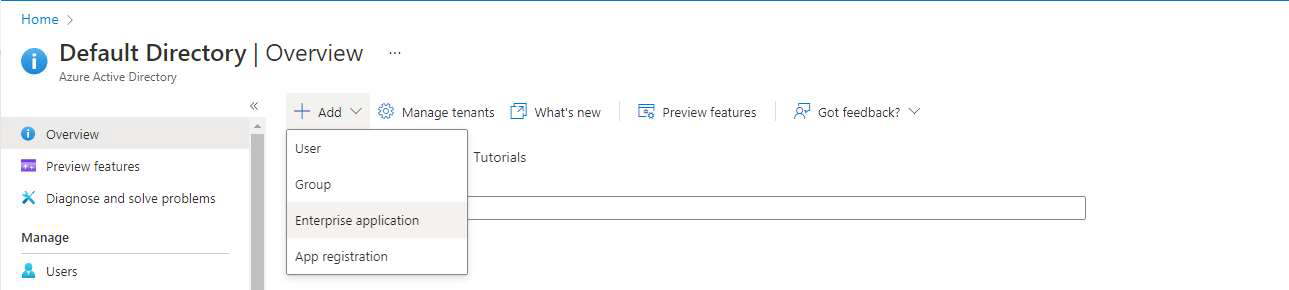 Home >
Default Directory | Overview ...
Azure Active Directory
«
+ Add Manage tenants What's new Preview features Got feedback?
Overview
User
Tutorials
Preview features
Group
Diagnose and solve problems
Enterprise application
Manage
App registration
Users